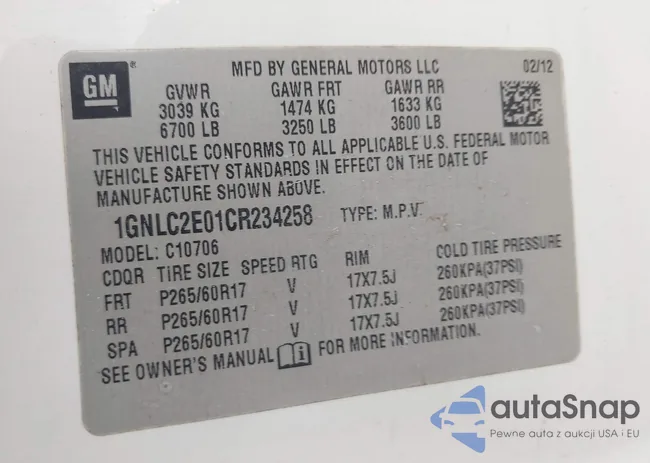 GM ®
MFD BY GENERAL MOTORS LLC 02/12
GVWR GAWR FRT GAWR RR
3039 KG 1474 KG 1633 KG
6700 LB 3250 LB 3600 LB
THIS VEHICLE CONFORMS TO ALL APPLICABLE U.S. FEDERAL MOTOR
VEHICLE SAFETY STANDARDS IN EFFECT ON THE DATE OF
MANUFACTURE SHOWN ABOVE.
1GNLC2E01CR234258 TYPE: M.P.V
MODEL: C10706
CDQR TIRE SIZE SPEED RTG RIM COLD TIRE PRESSURE
FRT P265/60R17 V 17X7.5J 260KPA(37PSI)
RR P265/60R17 V 17X7.5J 260KPA(37PSI)
SPA P265/60R17 V 17X7.5J 260KPA(37PSI)
SEE OWNER'S MANUAL i FOR MORE INFORMATION.
autaSnap
Pewne auta z aukcji USA i EU